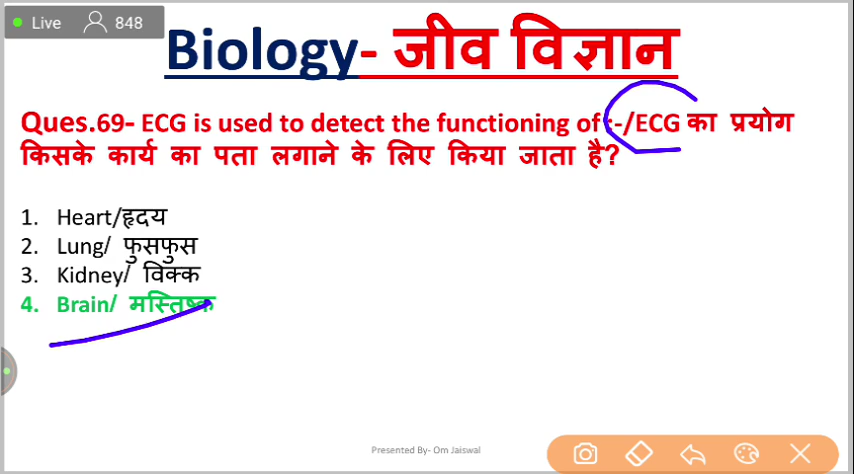 Live 848
Biology- जीव विज्ञान
Ques.69- ECG is used to detect the functioning of :-/ECG का प्रयोग
किसके कार्य का पता लगाने के लिए किया जाता है?
1. Heart/हृदय
2. Lung/ फुसफुस
3. Kidney/ विक्क
4. Brain/ मस्तिष्क
Presented By- Om Jaiswal